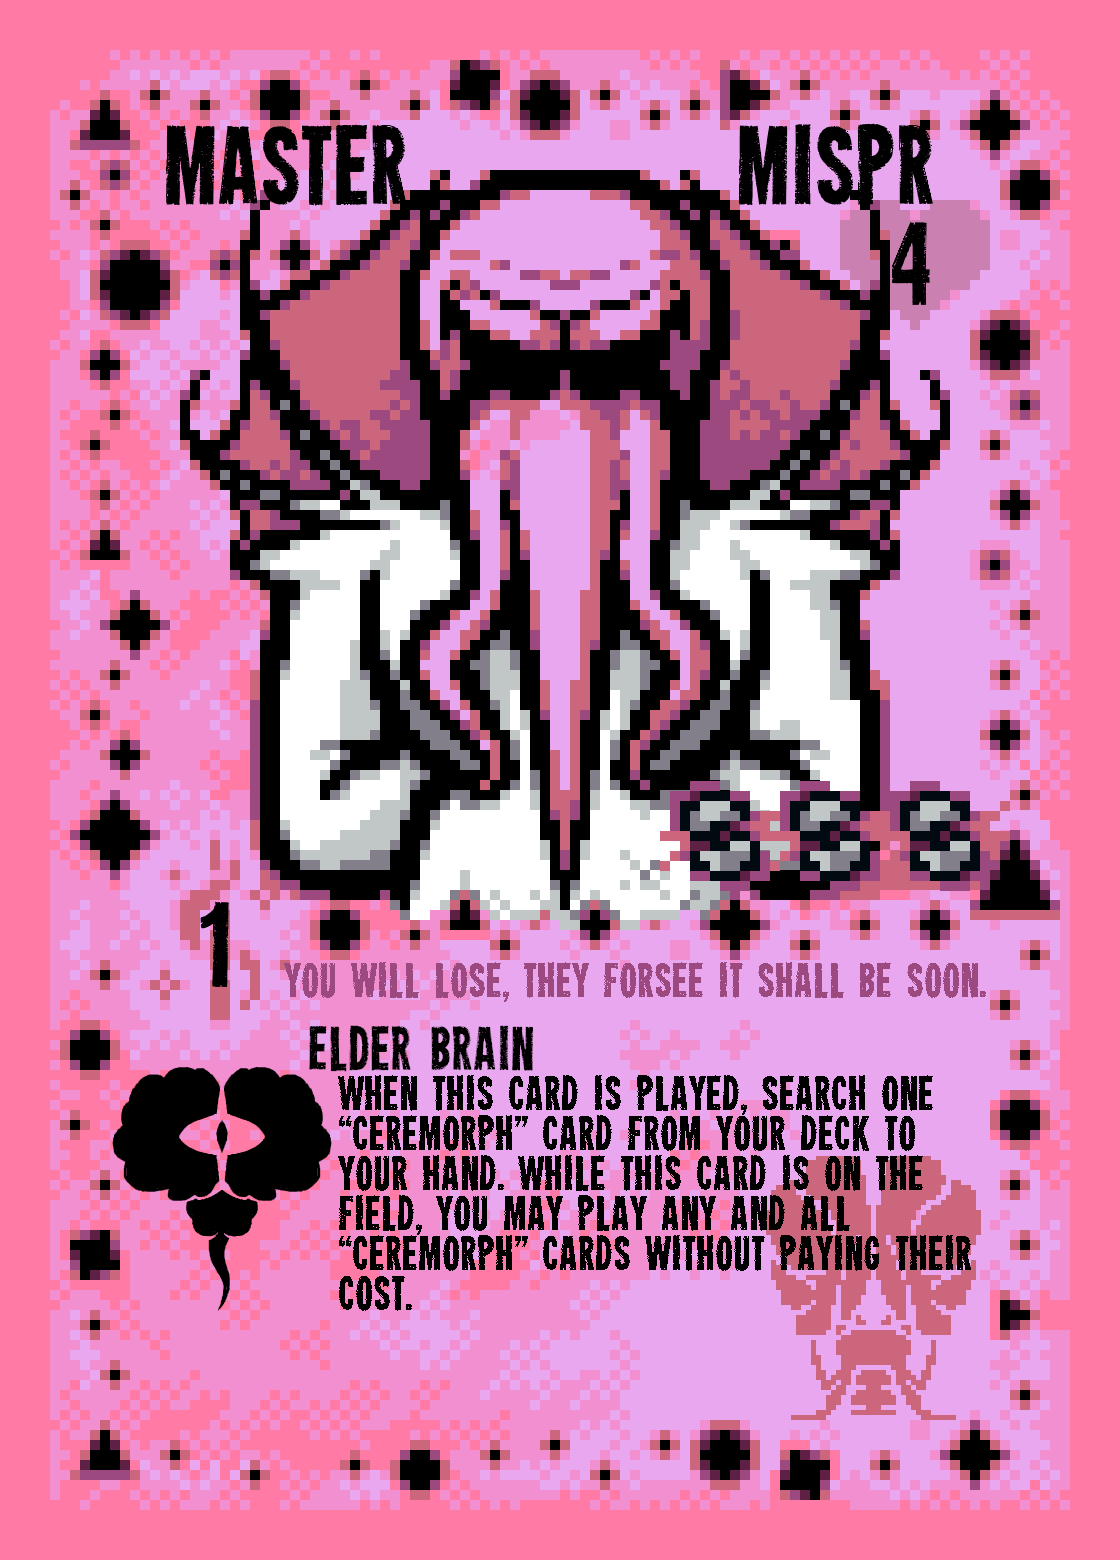 MASTER MISPR
4
1
YOU WILL LOSE, THEY FORSEE IT SHALL BE SOON.
ELDER BRAIN
WHEN THIS CARD IS PLAYED, SEARCH ONE
“CEREMORPH” CARD FROM YOUR DECK TO
YOUR HAND. WHILE THIS CARD IS ON THE
FIELD, YOU MAY PLAY ANY AND ALL
“CEREMORPH” CARDS WITHOUT PAYING THEIR
COST.